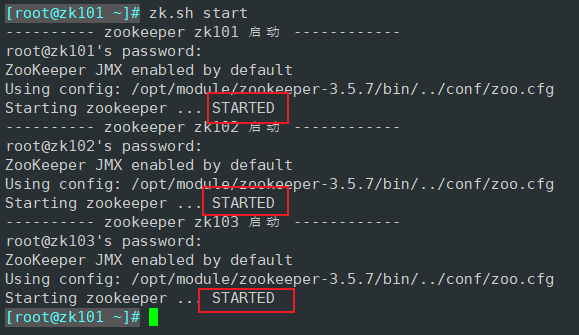 [root@zk101 ~]# zk.sh start
---------- zookeeper zk101 启动 ------------
root@zk101's password:
ZooKeeper JMX enabled by default
Using config: /opt/module/zookeeper-3.5.7/bin/../conf/zoo.cfg
Starting zookeeper ... STARTED
---------- zookeeper zk102 启动 ------------
root@zk102's password:
ZooKeeper JMX enabled by default
Using config: /opt/module/zookeeper-3.5.7/bin/../conf/zoo.cfg
Starting zookeeper ... STARTED
---------- zookeeper zk103 启动 ------------
root@zk103's password:
ZooKeeper JMX enabled by default
Using config: /opt/module/zookeeper-3.5.7/bin/../conf/zoo.cfg
Starting zookeeper ... STARTED
[root@zk101 ~]#